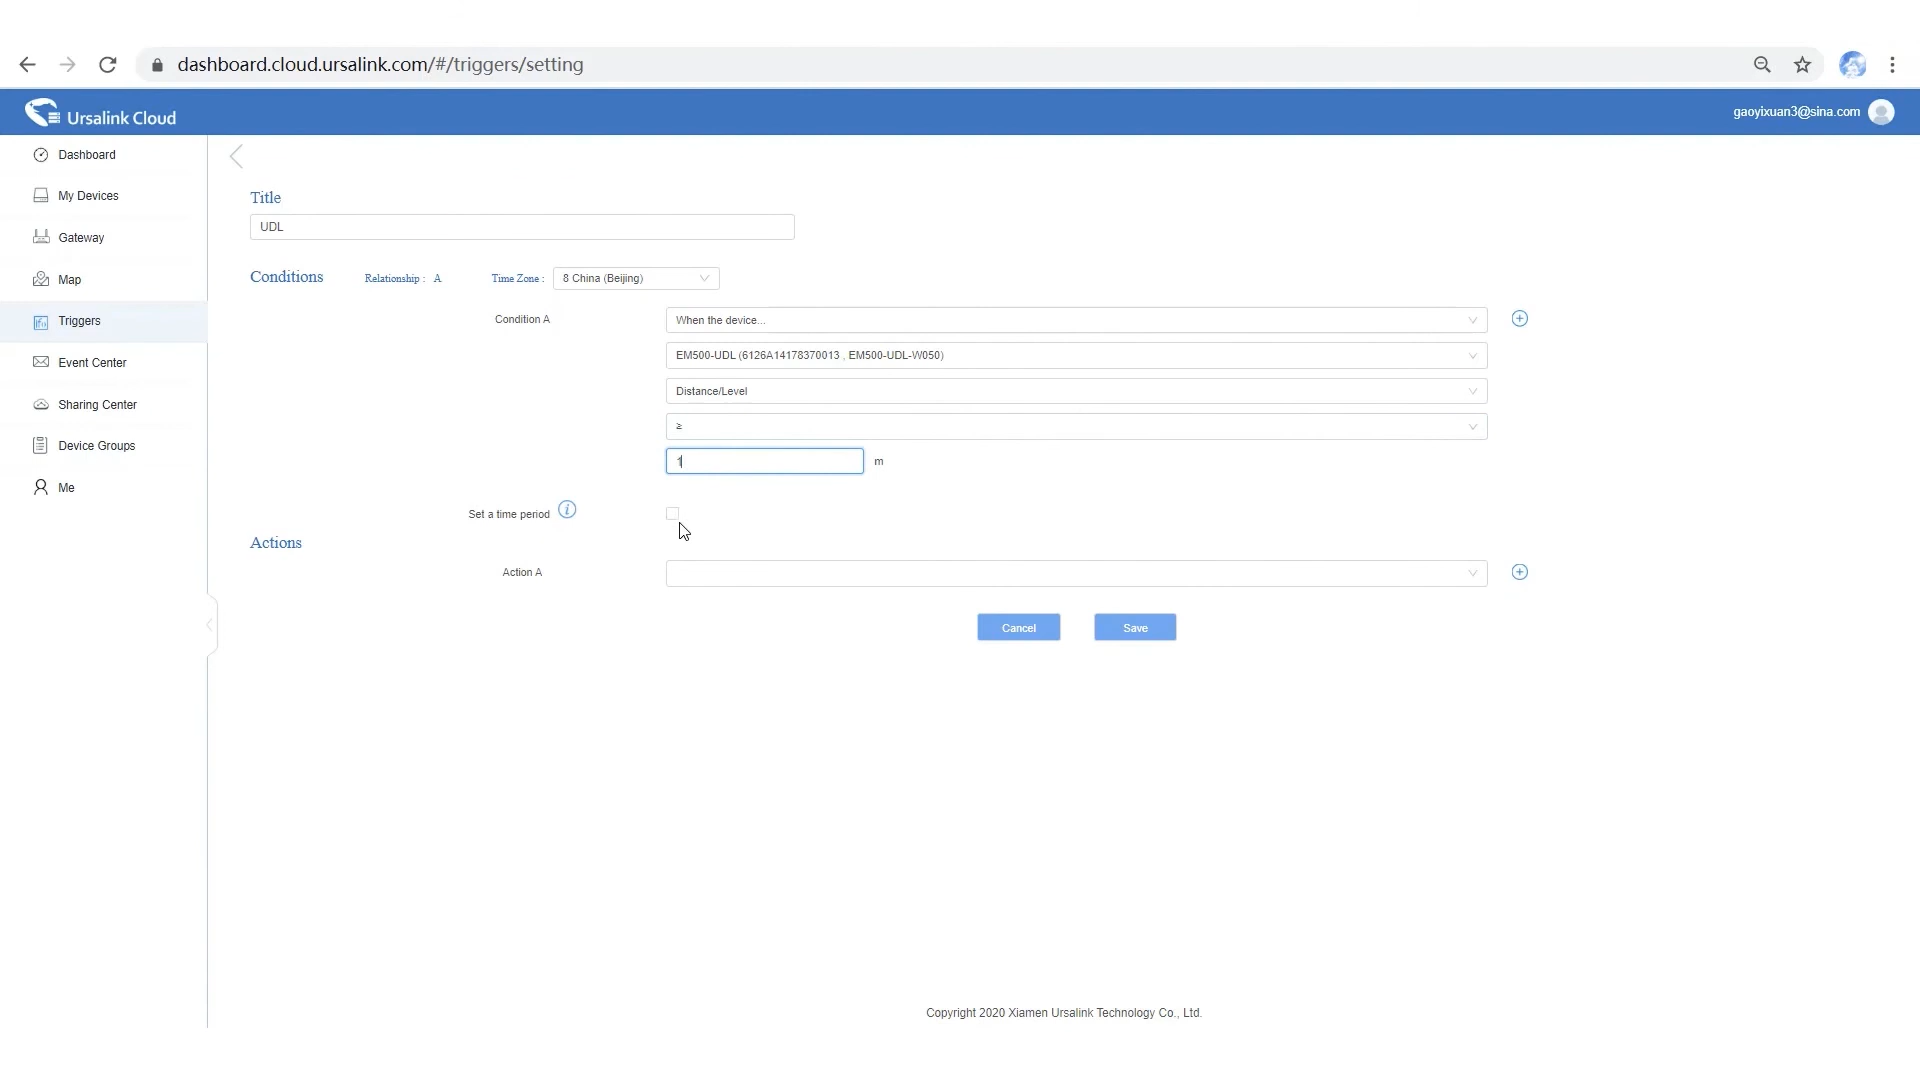 dashboard.cloud.ursalink.com/#/triggers/setting
Ursalink Cloud
gaoyixuan3@sina.com
Dashboard
My Devices
Gateway
Map
Triggers
Event Center
Sharing Center
Device Groups
Me
Title
UDL
Conditions Relationship : A Time Zone : 8 China (Beijing)
Condition A When the device...
EM500-UDL (6126A14178370013 , EM500-UDL-W050)
Distance/Level
≥
1 m
Set a time period i
Actions
Action A
Cancel Save
Copyright 2020 Xiamen Ursalink Technology Co., Ltd.